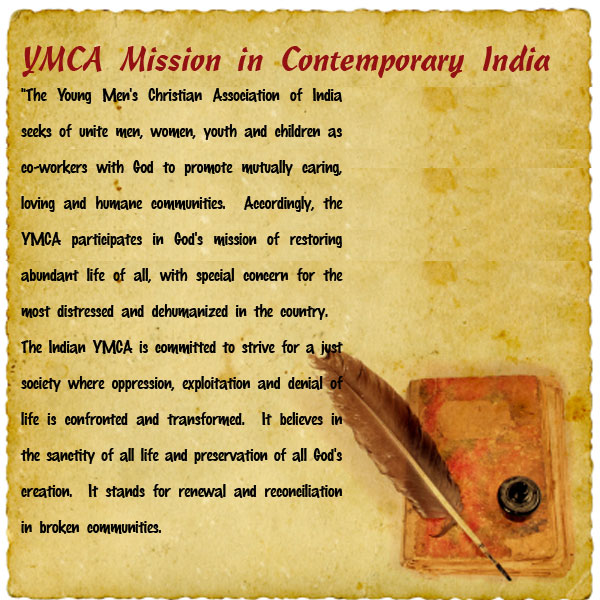 YMCA Mission in Contemporary India
"The Young Men's Christian Association of India
seeks of unite men, women, youth and children as
co-workers with God to promote mutually caring,
loving and humane communities. Accordingly, the
YMCA participates in God's mission of restoring
abundant life of all, with special concern for the
most distressed and dehumanized in the country.
The Indian YMCA is committed to strive for a just
society where oppression, exploitation and denial of
life is confronted and transformed. It believes in
the sanctity of all life and preservation of all God's
creation. It stands for renewal and reconciliation
in broken communities.